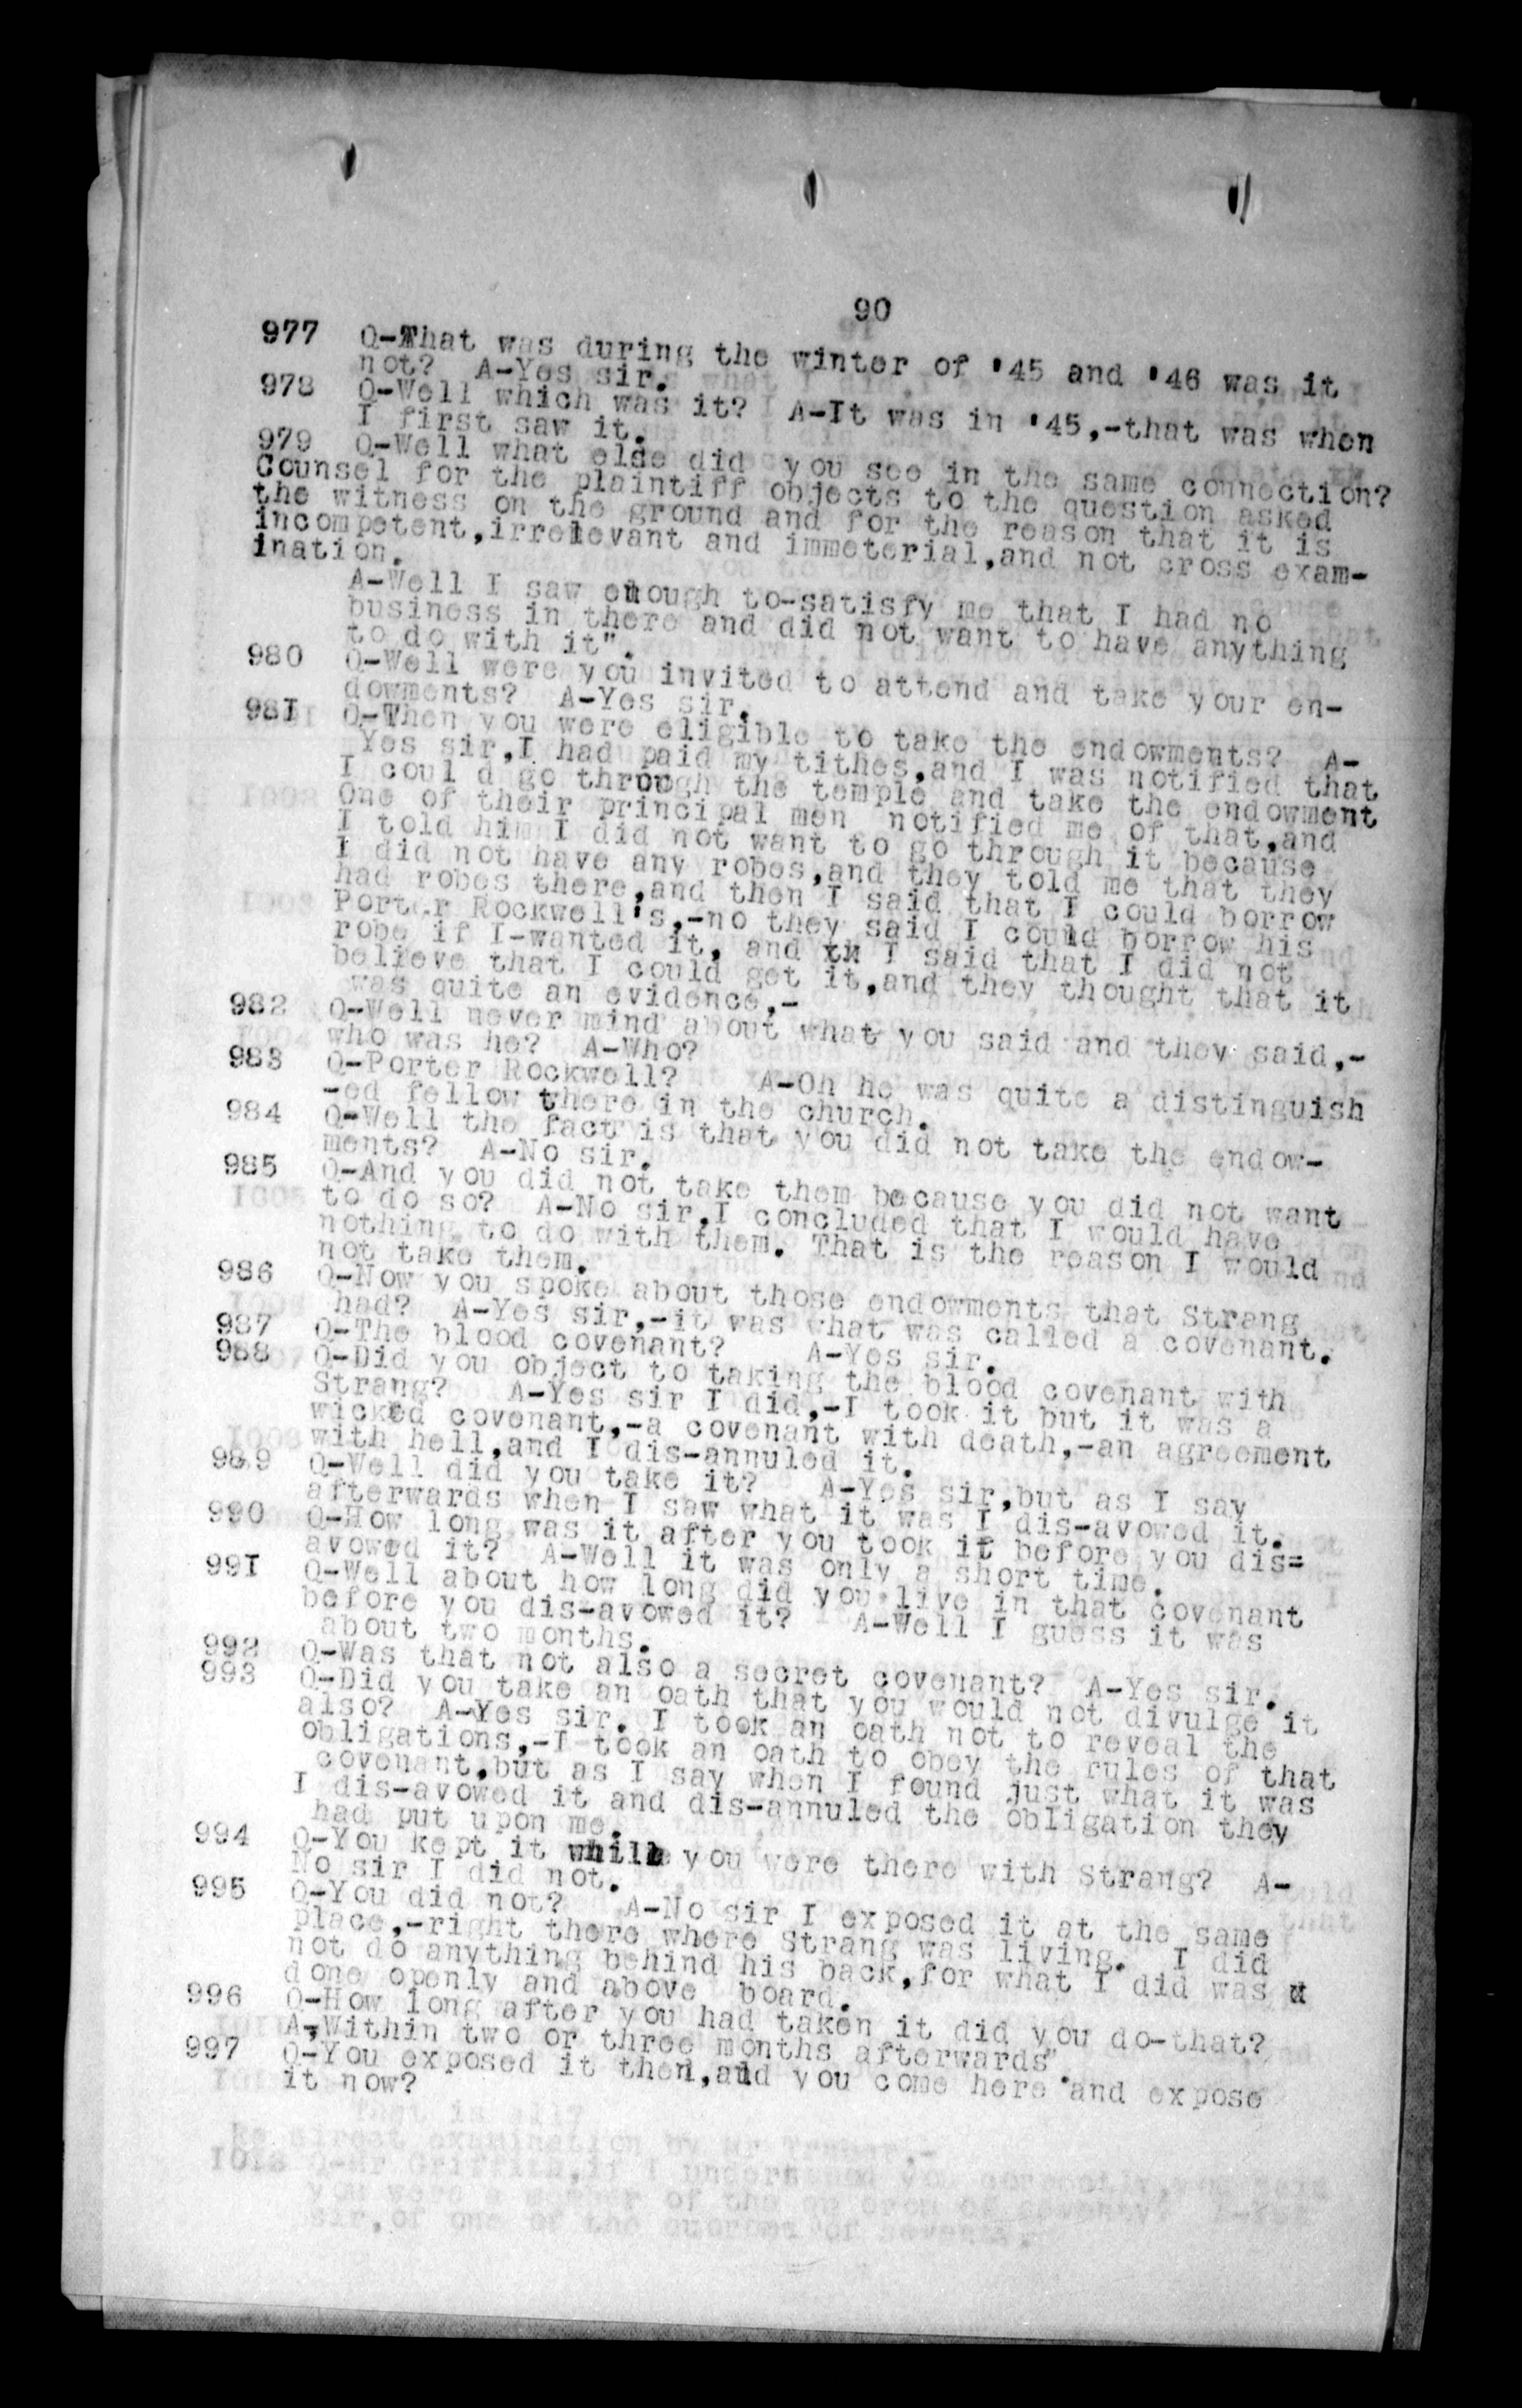 90
977 Q-That was during the winter of '45 and '46 was it
not? A-Yes sir.
978 Q-Well which was it? A-It was in '45,-that was when
I first saw it.
979 Q-Well what else did you see in the same connection?
Counsel for the plaintiff objects to the question asked
the witness on the ground and for the reason that it is
incompetent,irrelevant and immeterial,and not cross exam-
ination.
A-Well I saw enough to-satisfy me that I had no
business in there and did not want to have anything
to do with it".
980 Q-Well were you invited to attend and take your en-
dowments? A-Yes sir.
98I Q-Then you were eligible to take the endowments? A-
Yes sir,I had paid my tithes,and I was notified that
I coul d go through the temple and take the endowment
One of their principal men notified me of that,and
I told him I did not want to go through it because
I did not have any robes,and they told me that they
had robes there,and then I said that I could borrow
Porter Rockwell's,-no they said I could borrow his
robe if I-wanted it, and I said that I did not
believe that I could get it,and they thought that it
was quite an evidence,-
982 Q-Well never mind about what you said and they said,-
who was he? A-Who?
983 Q-Porter Rockwell? A-Oh he was quite a distinguish
-ed fellow there in the church.
984 Q-Well the fact is that you did not take the endow-
ments? A-No sir.
985 Q-And you did not take them because you did not want
to do so? A-No sir,I concluded that I would have
nothing to do with them. That is the reason I would
not take them.
986 Q-Now you spoke about those endowments that Strang
had? A-Yes sir,-it was what was called a covenant.
987 Q-The blood covenant? A-Yes sir.
988 Q-Did you object to taking the blood covenant with
Strang? A-Yes sir I did,-I took it but it was a
wicked covenant,-a covenant with death,-an agreement
with hell,and I dis-annuled it.
989 Q-Well did you take it? A-Yes sir,but as I say
afterwards when I saw what it was I dis-avowed it.
990 Q-How long was it after you took it before you dis=
avowed it? A-Well it was only a short time.
99I Q-Well about how long did you live in that covenant
before you dis-avowed it? A-Well I guess it was
about two months.
992 Q-Was that not also a secret covenant? A-Yes sir.
993 Q-Did you take an oath that you would not divulge it
also? A-Yes sir. I took an oath not to reveal the
obligations,-I took an oath to obey the rules of that
covenant,but as I say when I found just what it was
I dis-avowed it and dis-annuled the obligation they
had put upon me.
994 Q-You kept it while you were there with Strang? A-
No sir I did not.
995 Q-You did not? A-No sir I exposed it at the same
place,-right there where Strang was living. I did
not do anything behind his back,for what I did was
done openly and above board.
996 Q-How long after you had taken it did you do-that?
A-Within two or three months afterwards"
997 Q-You exposed it then,and you come here and expose
it now?